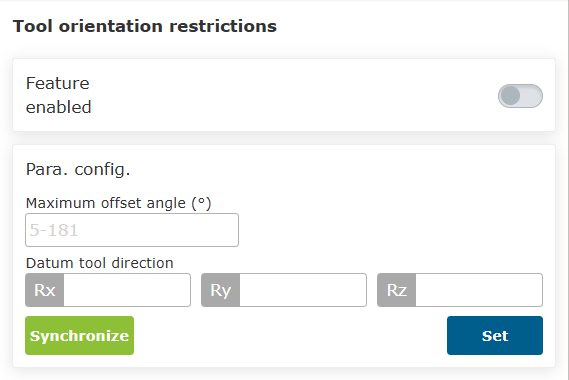 Tool orientation restrictions
Feature
enabled
Para. config.
Maximum offset angle (°)
5-181
Datum tool direction
Rx Ry Rz
Synchronize Set